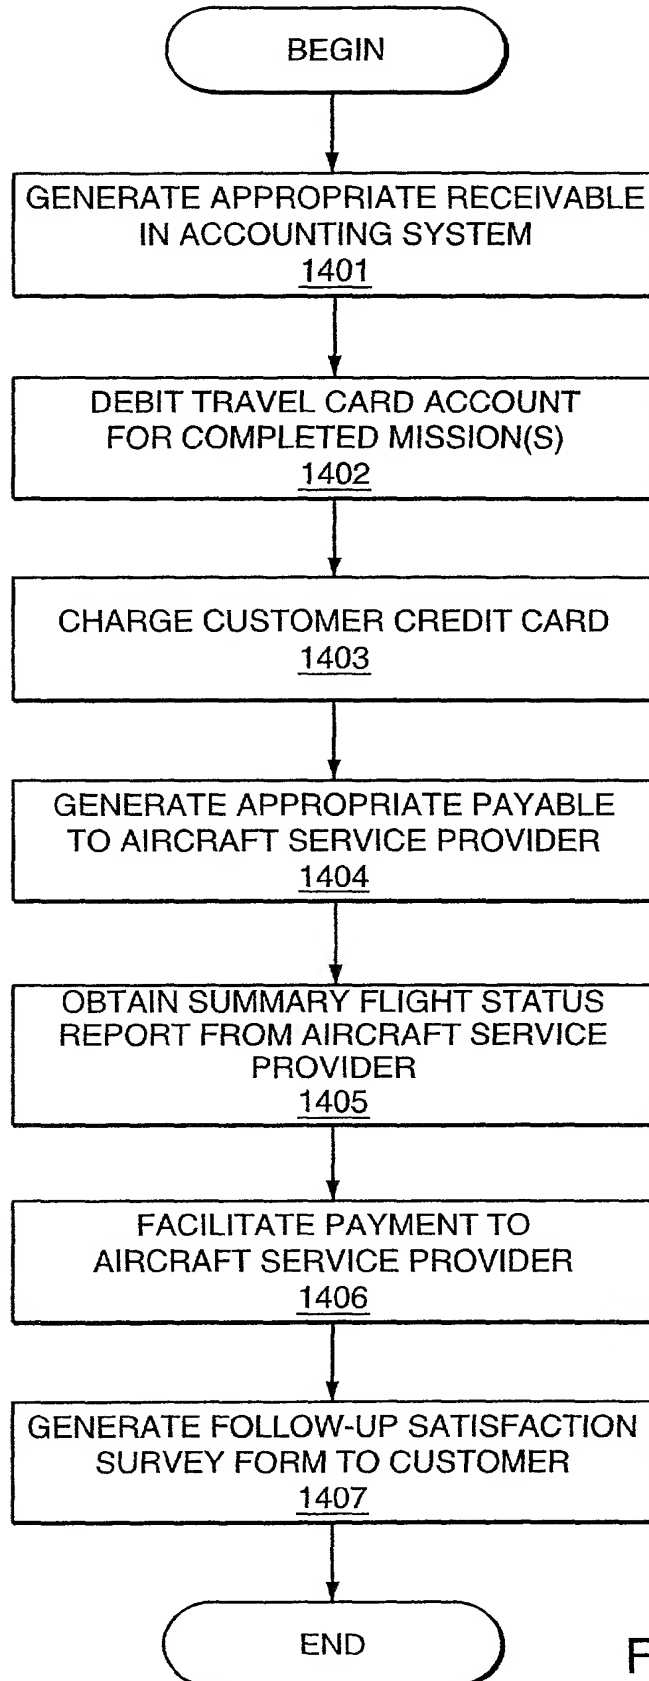 BEGIN
GENERATE APPROPRIATE RECEIVABLE
IN ACCOUNTING SYSTEM
1401
DEBIT TRAVEL CARD ACCOUNT
FOR COMPLETED MISSION(S)
1402
CHARGE CUSTOMER CREDIT CARD
1403
GENERATE APPROPRIATE PAYABLE
TO AIRCRAFT SERVICE PROVIDER
1404
OBTAIN SUMMARY FLIGHT STATUS
REPORT FROM AIRCRAFT SERVICE
PROVIDER
1405
FACILITATE PAYMENT TO
AIRCRAFT SERVICE PROVIDER
1406
GENERATE FOLLOW-UP SATISFACTION
SURVEY FORM TO CUSTOMER
1407
END